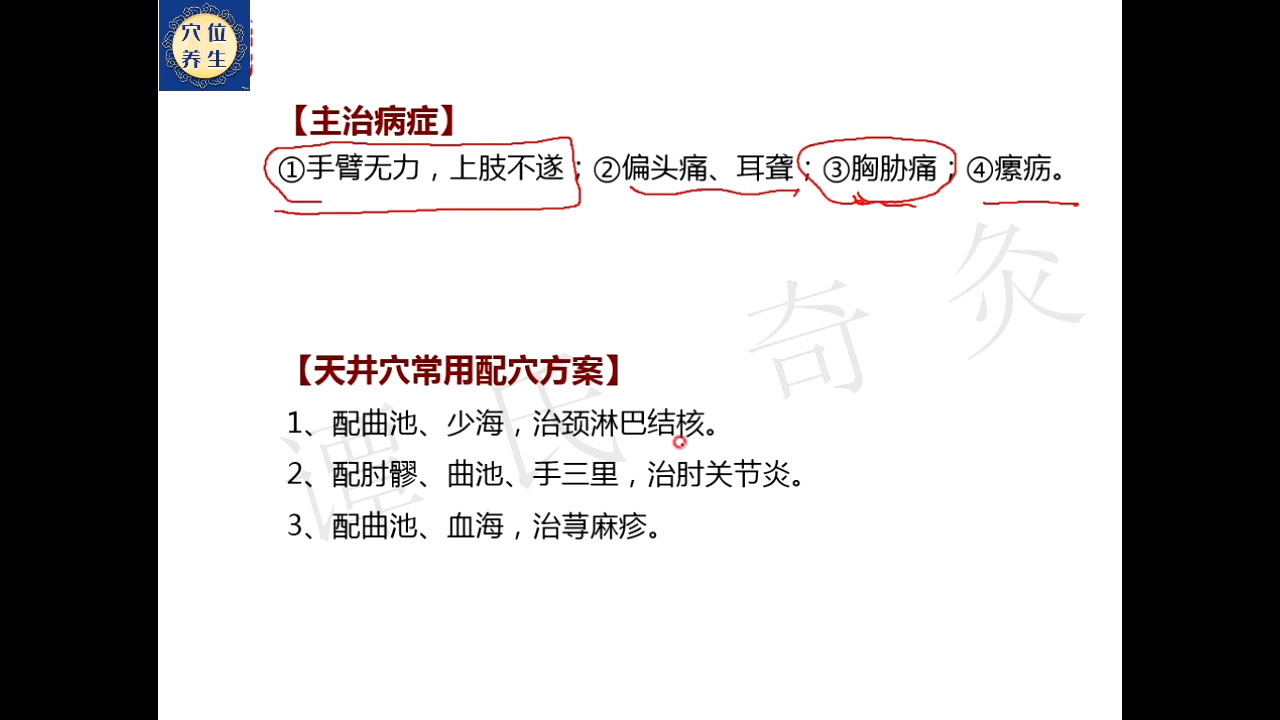 穴位
养生
【主治病症】
①手臂无力，上肢不遂；②偏头痛、耳聋；③胸胁痛；④瘰疬。
谭氏奇灸
【天井穴常用配穴方案】
1、配曲池、少海，治颈淋巴结核。
2、配肘髎、曲池、手三里，治肘关节炎。
3、配曲池、血海，治荨麻疹。